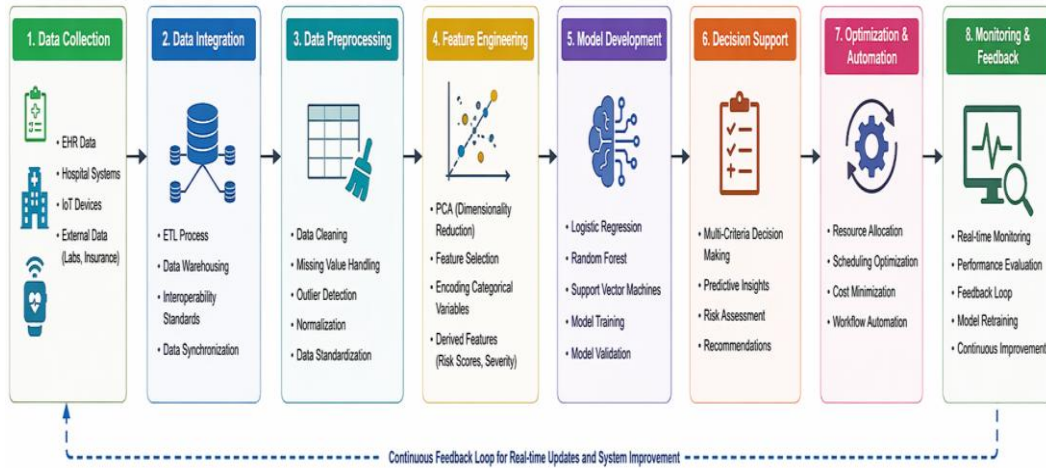 1. Data Collection
• EHR Data
• Hospital Systems
• IoT Devices
• External Data
(Labs, Insurance)
2. Data Integration
• ETL Process
• Data Warehousing
• Interoperability
Standards
• Data Synchronization
3. Data Preprocessing
• Data Cleaning
• Missing Value Handling
• Outlier Detection
• Normalization
• Data Standardization
4. Feature Engineering
• PCA (Dimensionality
Reduction)
• Feature Selection
• Encoding Categorical
Variables
• Derived Features
(Risk Scores, Severity)
5. Model Development
• Logistic Regression
• Random Forest
• Support Vector Machines
• Model Training
• Model Validation
6. Decision Support
• Multi-Criteria Decision
Making
• Predictive Insights
• Risk Assessment
• Recommendations
7. Optimization &
Automation
• Resource Allocation
• Scheduling Optimization
• Cost Minimization
• Workflow Automation
8. Monitoring &
Feedback
• Real-time Monitoring
• Performance Evaluation
• Feedback Loop
• Model Retraining
• Continuous Improvement
Continuous Feedback Loop for Real-time Updates and System Improvement